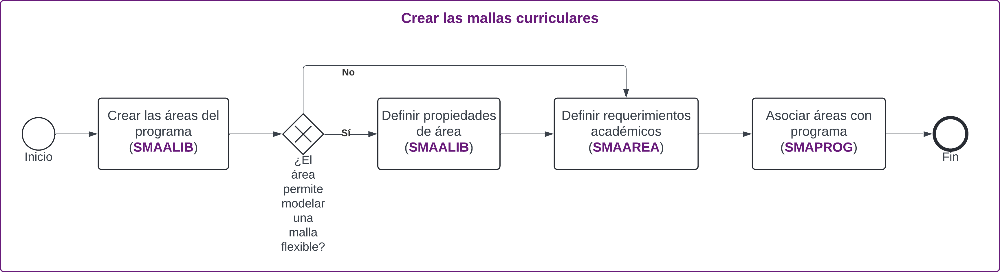 Crear las mallas curriculares
No
Inicio
Crear las áreas del
programa
(SMAALIB)
¿El
área
permite
modelar
una
malla
flexible?
Sí
Definir propiedades
de área
(SMAALIB)
Definir requerimientos
académicos
(SMAAREA)
Asociar áreas con
programa
(SMAPROG)
Fin